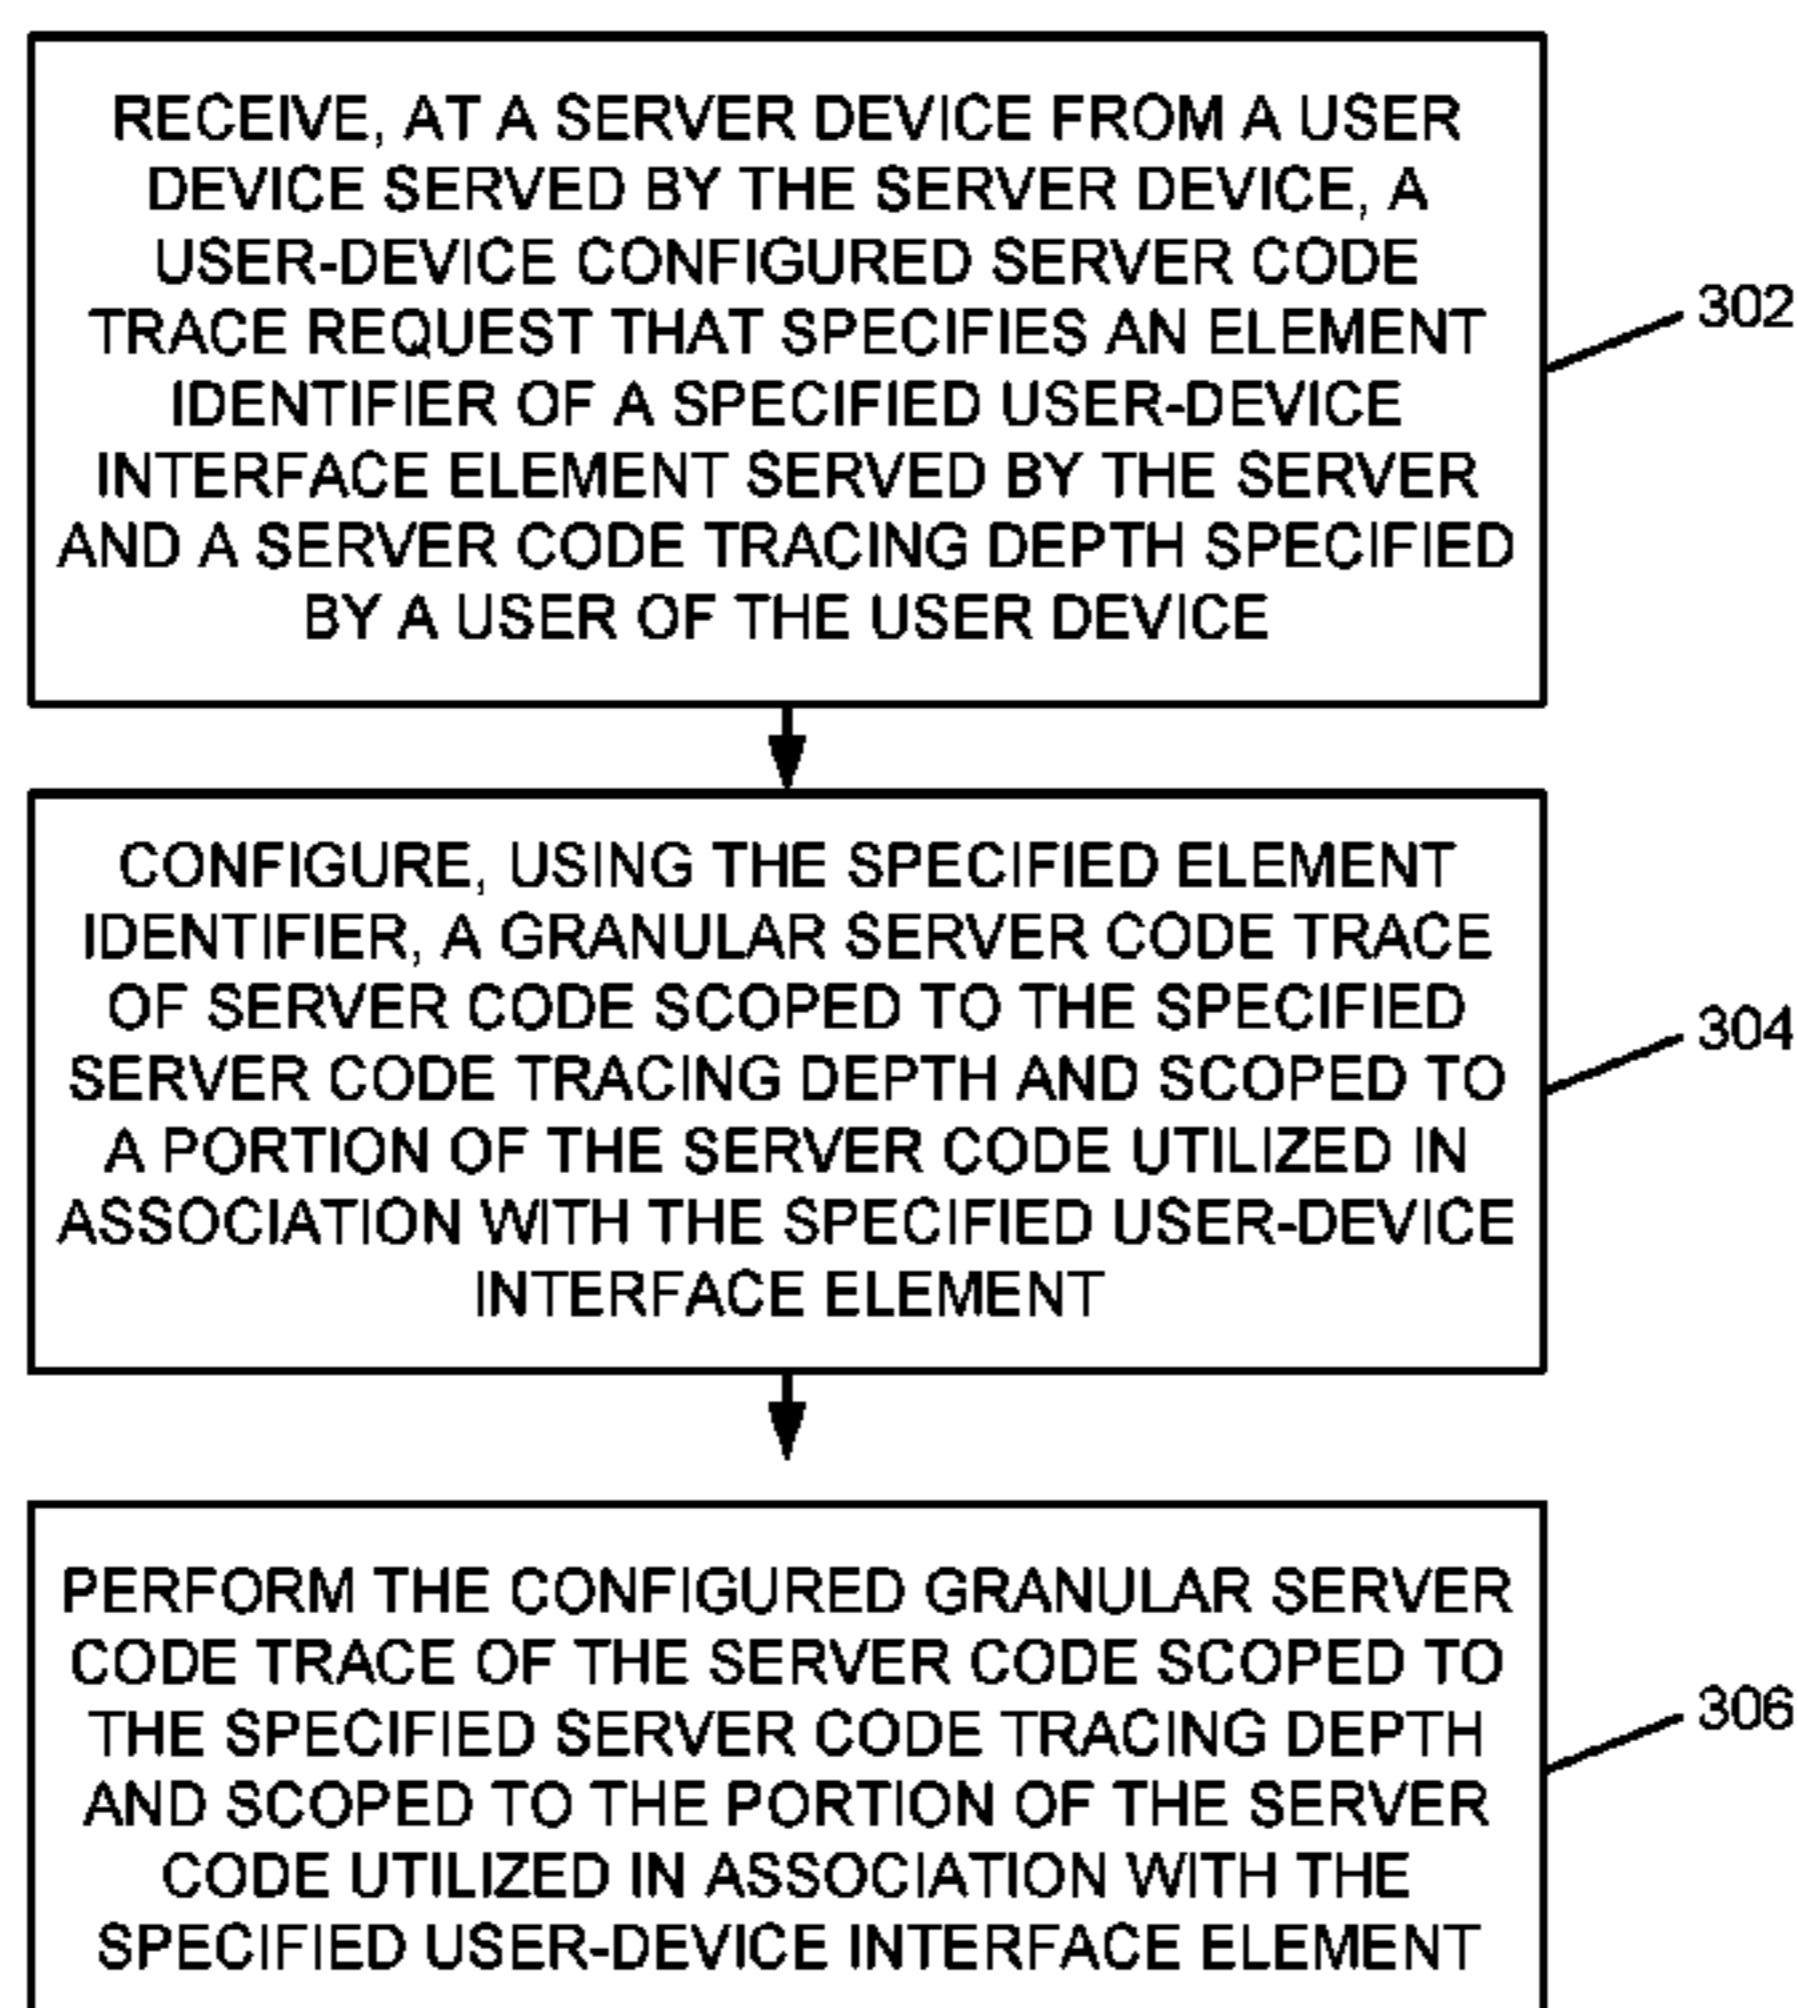 RECEIVE, AT A SERVER DEVICE FROM A USER
DEVICE SERVED BY THE SERVER DEVICE, A
USER-DEVICE CONFIGURED SERVER CODE
TRACE REQUEST THAT SPECIFIES AN ELEMENT
IDENTIFIER OF A SPECIFIED USER-DEVICE
INTERFACE ELEMENT SERVED BY THE SERVER
AND A SERVER CODE TRACING DEPTH SPECIFIED
BY A USER OF THE USER DEVICE
302
CONFIGURE, USING THE SPECIFIED ELEMENT
IDENTIFIER, A GRANULAR SERVER CODE TRACE
OF SERVER CODE SCOPED TO THE SPECIFIED
SERVER CODE TRACING DEPTH AND SCOPED TO
A PORTION OF THE SERVER CODE UTILIZED IN
ASSOCIATION WITH THE SPECIFIED USER-DEVICE
INTERFACE ELEMENT
304
PERFORM THE CONFIGURED GRANULAR SERVER
CODE TRACE OF THE SERVER CODE SCOPED TO
THE SPECIFIED SERVER CODE TRACING DEPTH
AND SCOPED TO THE PORTION OF THE SERVER
CODE UTILIZED IN ASSOCIATION WITH THE
SPECIFIED USER-DEVICE INTERFACE ELEMENT
306